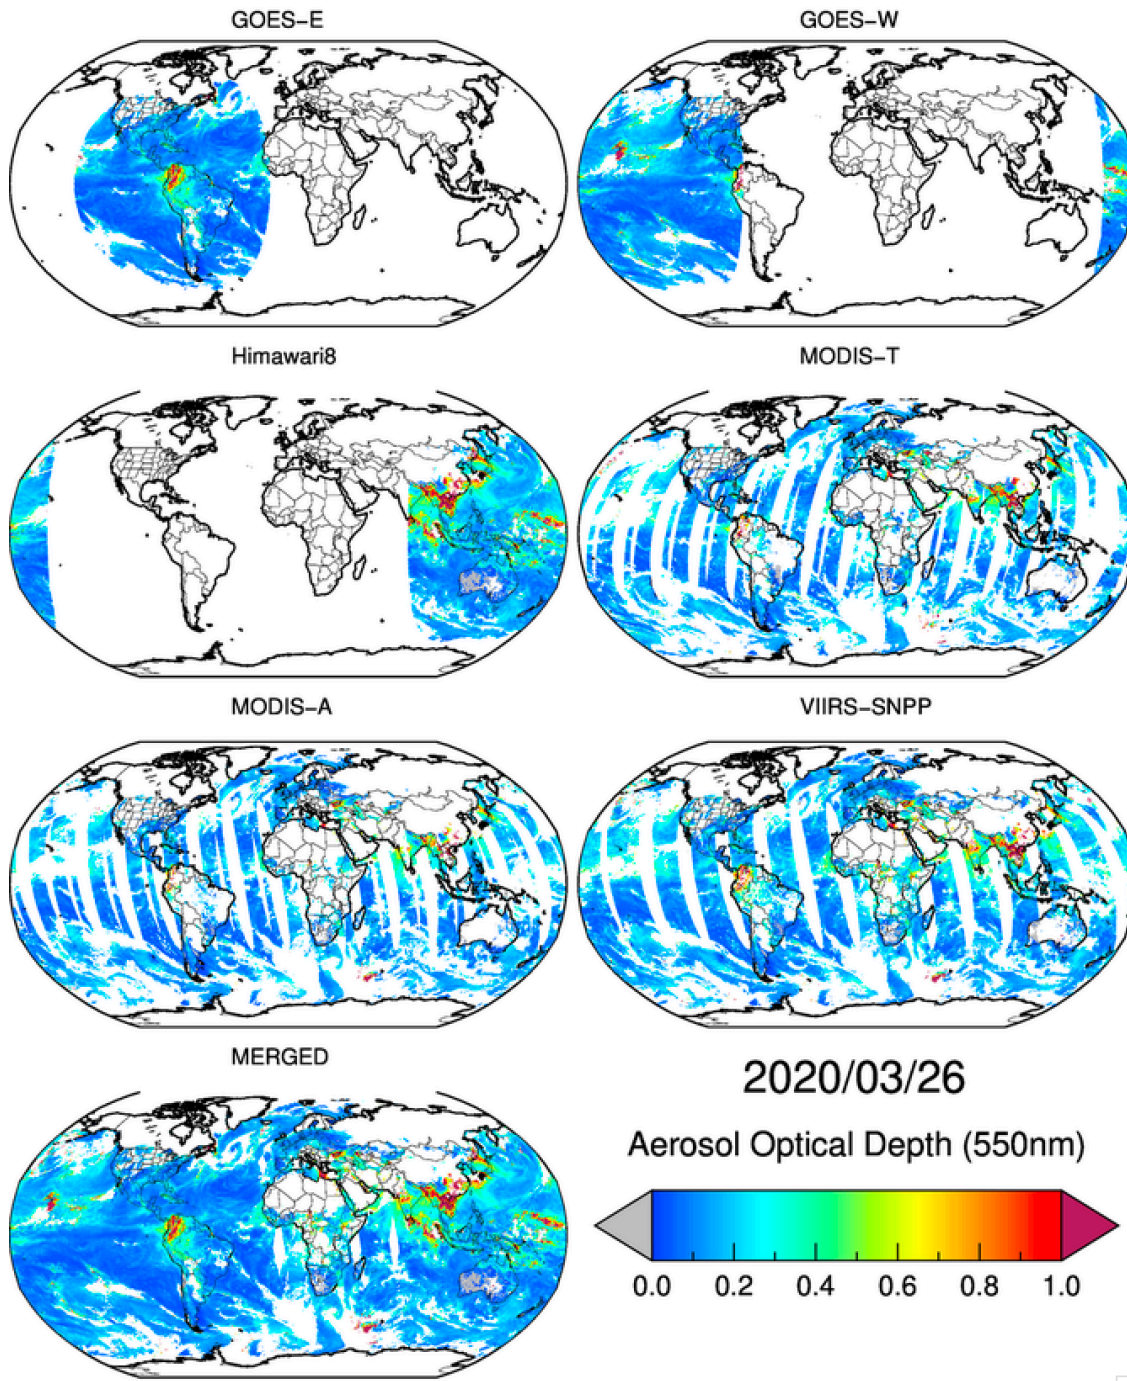 GOES-E
GOES-W
Himawari8
MODIS-T
MODIS-A
VIIRS-SNPP
MERGED
2020/03/26
Aerosol Optical Depth (550nm)
0.0 0.2 0.4 0.6 0.8 1.0